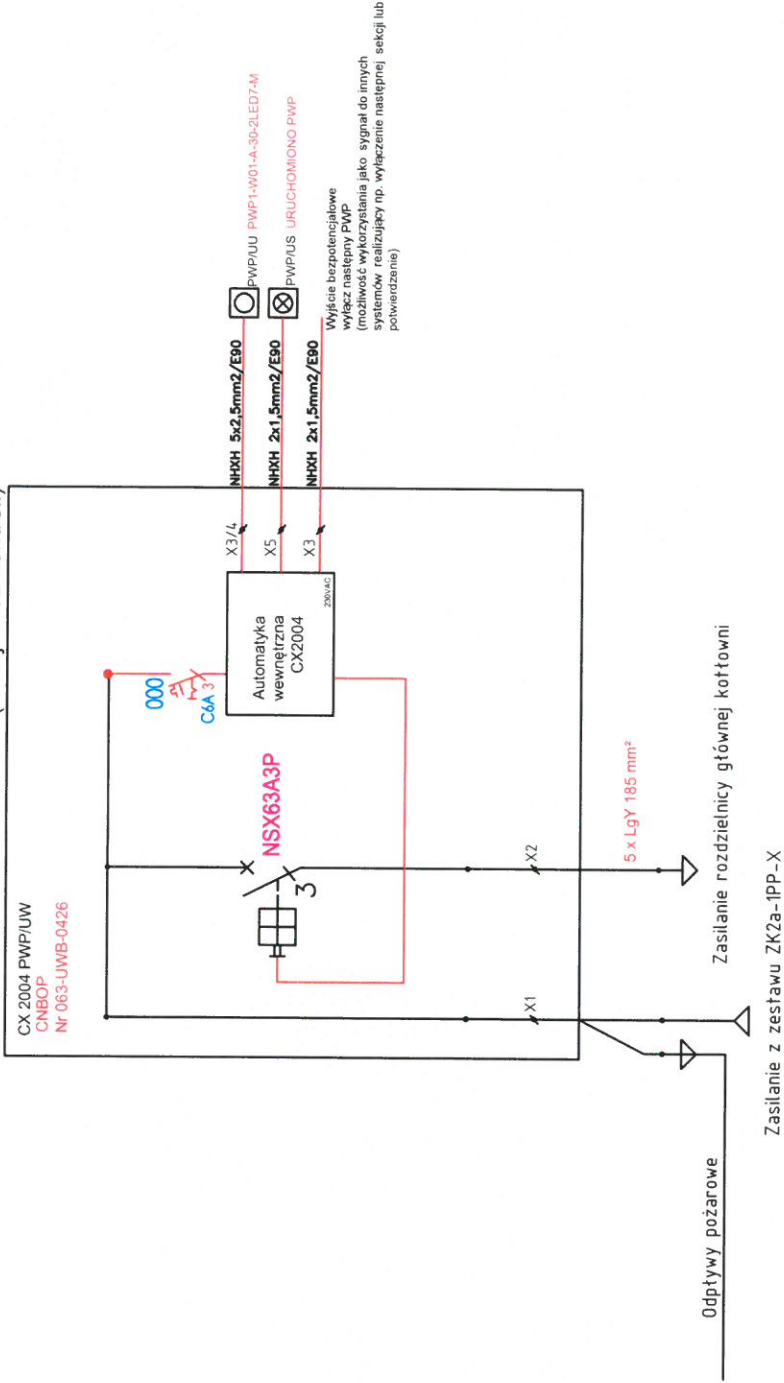 CX 2004 PWP/UW
CNBOP
Nr 063-UWB-0426
000
C6A 3
NSX63A3P
3
Automatyka
wewnętrzna
CX2004
230VAC
X3/4
X5
X3
NHXH 5x2,5mm2/E90
NHXH 2x1,5mm2/E90
NHXH 2x1,5mm2/E90
PWP/UU PWP1-W01-A-30-2LED7-M
PWP/US URUCHOMIONO PWP
Wyjście bezpotencjałowe
wyłącz następny PWP
(możliwość wykorzystania jako sygnał do innych
systemów realizujący np. wyłączenie następnej sekcji lub
potwierdzenie)
X1
X2
5 x LgY 185 mm²
Zasilanie rozdzielnicy głównej kotłowni
Zasilanie z zestawu ZK2a-1PP-X
Odpływy pożarowe